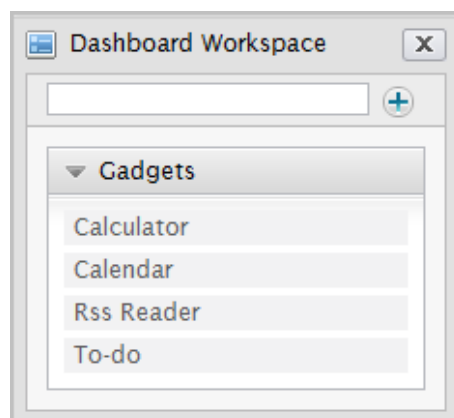 Dashboard Workspace
Gadgets
Calculator
Calendar
Rss Reader
To-do